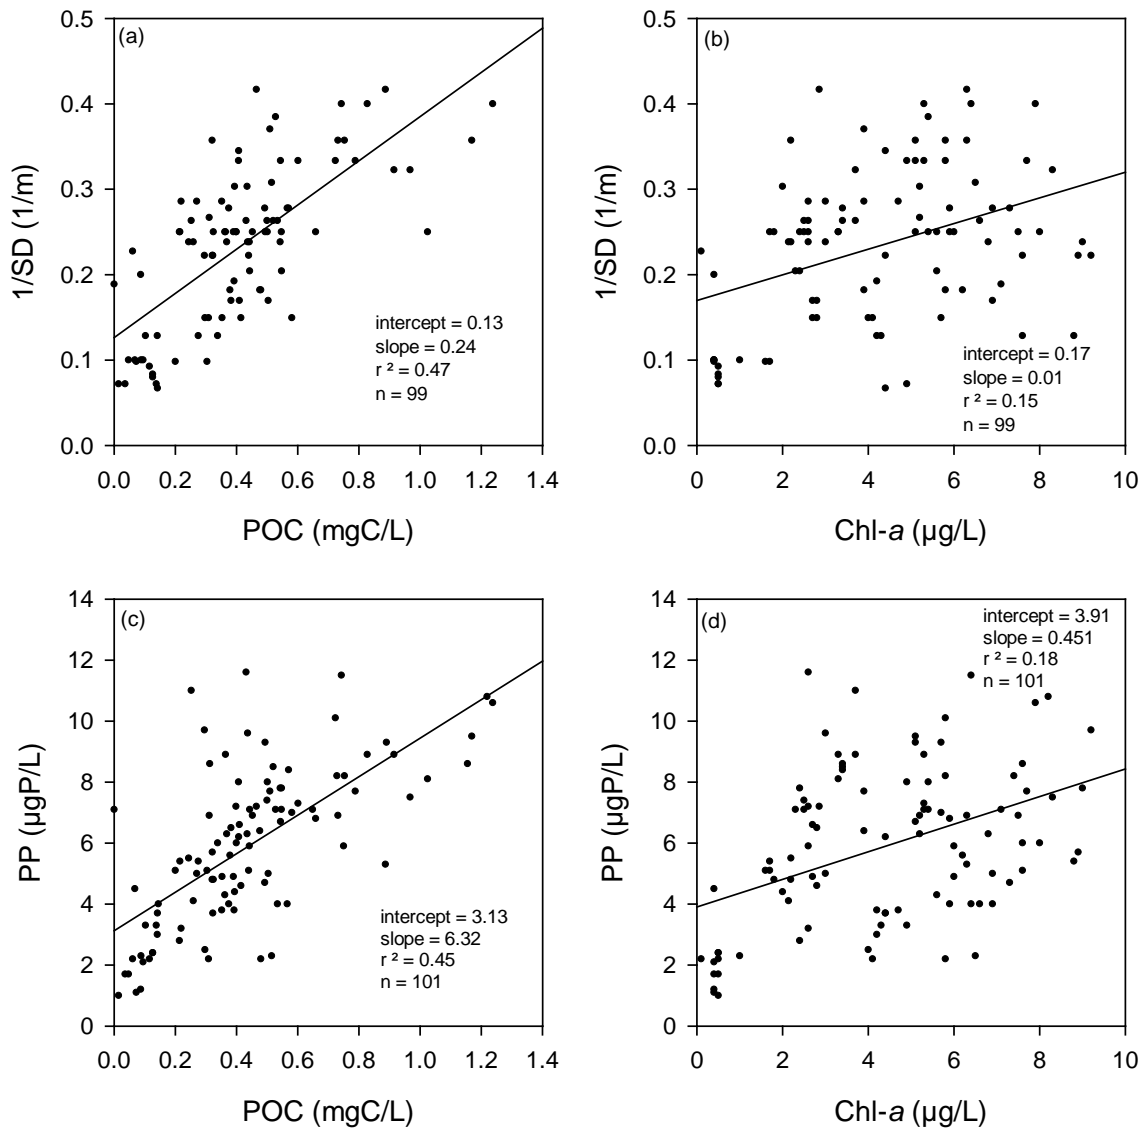 (a)
0.5
0.4
0.3
0.2
0.1
0.0
1/SD (1/m)
intercept = 0.13
slope = 0.24
r ² = 0.47
n = 99
0.0 0.2 0.4 0.6 0.8 1.0 1.2 1.4
POC (mgC/L)
(b)
0.5
0.4
0.3
0.2
0.1
0.0
1/SD (1/m)
intercept = 0.17
slope = 0.01
r ² = 0.15
n = 99
0 2 4 6 8 10
Chl-a (µg/L)
(c)
14
12
10
8
6
4
2
0
PP (µgP/L)
intercept = 3.13
slope = 6.32
r ² = 0.45
n = 101
0.0 0.2 0.4 0.6 0.8 1.0 1.2 1.4
POC (mgC/L)
(d)
14
12
10
8
6
4
2
0
PP (µgP/L)
intercept = 3.91
slope = 0.451
r ² = 0.18
n = 101
0 2 4 6 8 10
Chl-a (µg/L)